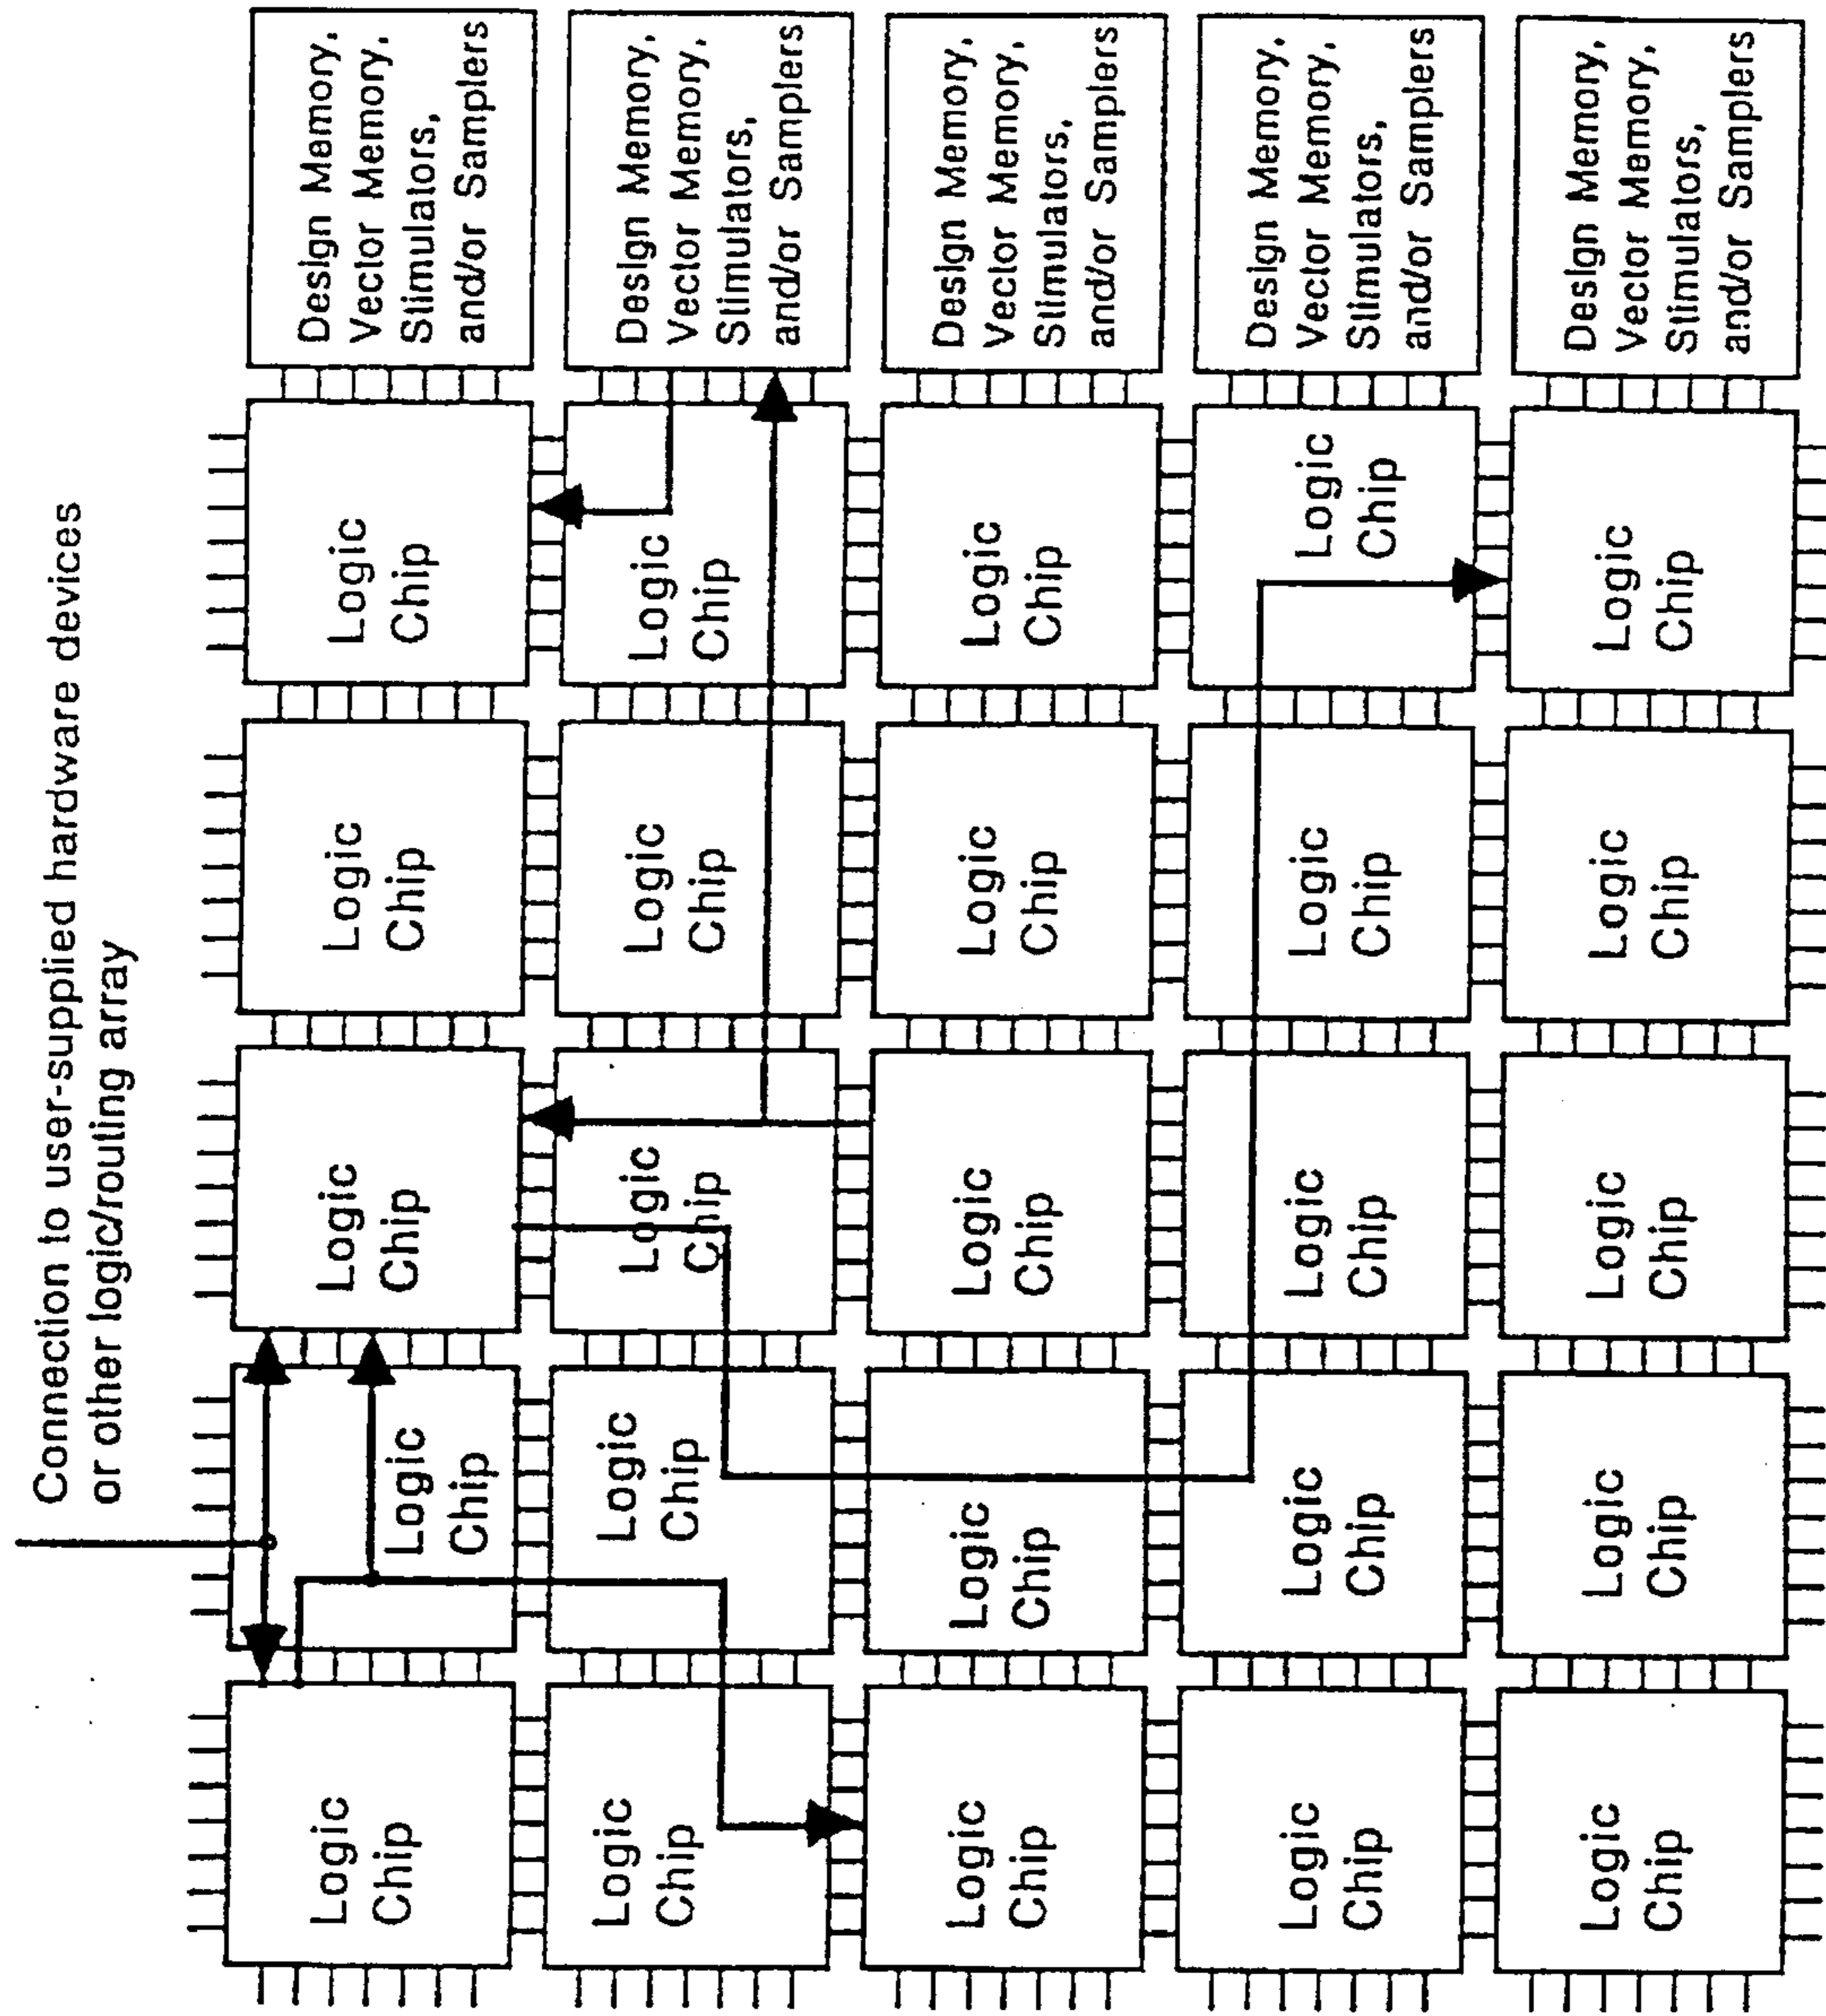 Connection to user-supplied hardware devices
or other logic/routing array
Logic
Chip
Logic
Chip
Logic
Chip
Logic
Chip
Logic
Chip
Design Memory,
Vector Memory,
Stimulators,
and/or Samplers
Logic
Chip
Logic
Chip
Logic
Chip
Logic
Chip
Logic
Chip
Design Memory,
Vector Memory,
Stimulators,
and/or Samplers
Logic
Chip
Logic
Chip
Logic
Chip
Logic
Chip
Logic
Chip
Design Memory,
Vector Memory,
Stimulators,
and/or Samplers
Logic
Chip
Logic
Chip
Logic
Chip
Logic
Chip
Logic
Chip
Design Memory,
Vector Memory,
Stimulators,
and/or Samplers
Logic
Chip
Logic
Chip
Logic
Chip
Logic
Chip
Logic
Chip
Design Memory,
Vector Memory,
Stimulators,
and/or Samplers